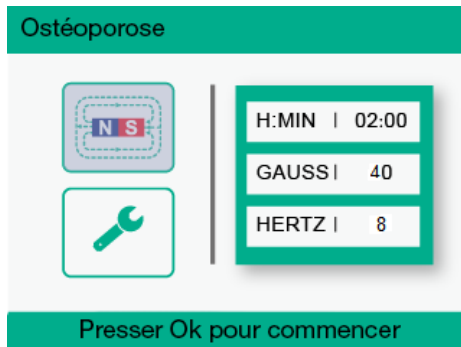 Ostéoporose
N S
H:MIN | 02:00
GAUSS | 40
HERTZ | 8
Presser Ok pour commencer